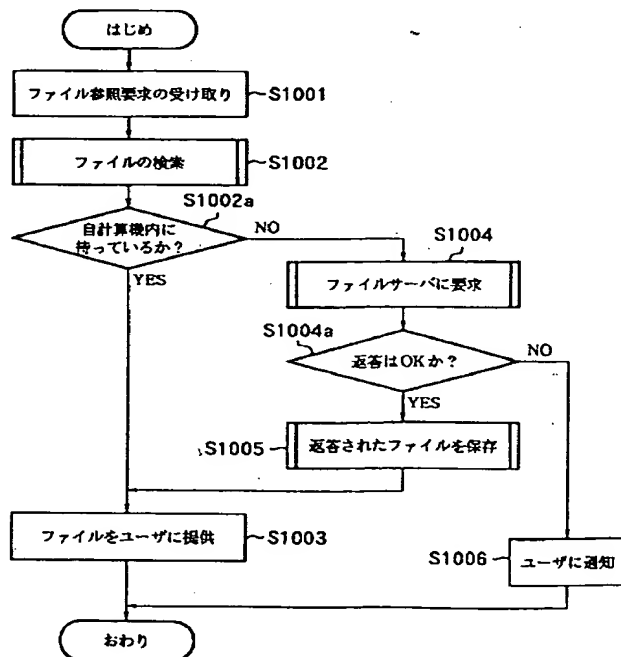 はじめ
ファイル参照要求の受け取り
S1001
ファイルの検索
S1002
S1002a
自計算機内に
持っているか?
NO
YES
S1004
ファイルサーバに要求
S1004a
返答はOKか?
NO
YES
S1005
返答されたファイルを保存
ファイルをユーザに提供
S1003
S1006
ユーザに通知
おわり